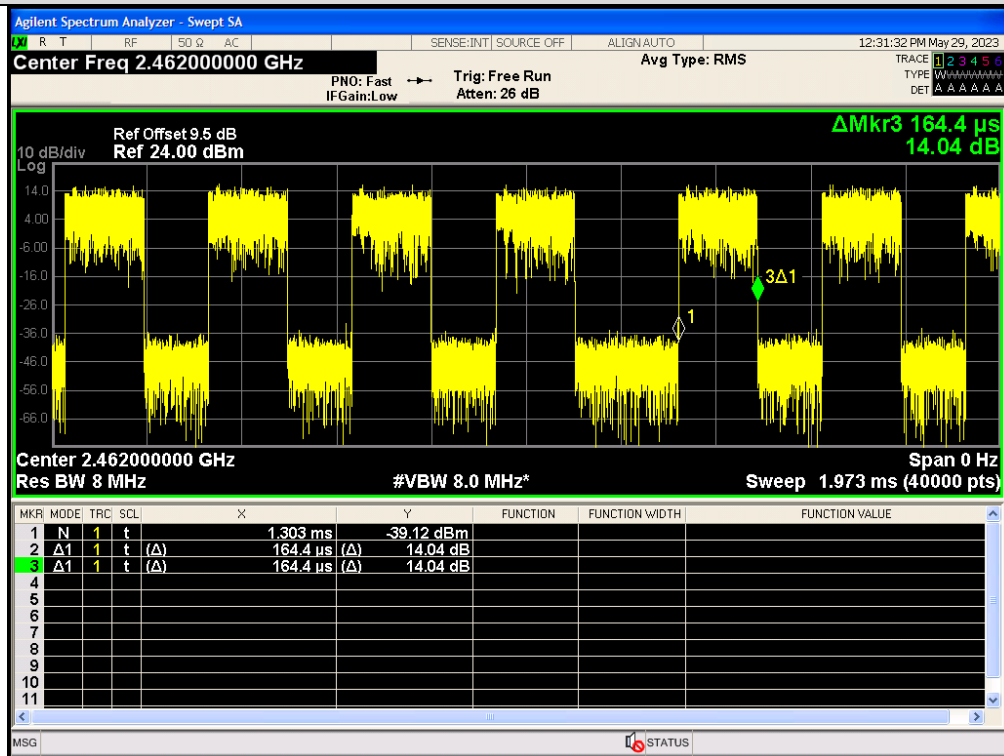 Agilent Spectrum Analyzer - Swept SA
LXI R T RF 50 Ω AC SENSE:INT SOURCE OFF ALIGN AUTO 12:31:32 PM May 29, 2023
Center Freq 2.462000000 GHz Avg Type: RMS TRACE 1 2 3 4 5 6
PNO: Fast Trig: Free Run TYPE W
IFGain:Low Atten: 26 dB DET A A A A A A
ΔMkr3 164.4 µs
Ref Offset 9.5 dB 14.04 dB
10 dB/div Ref 24.00 dBm
Log
14.0
4.00
-6.00
-16.0
3Δ1
-26.0
1
-36.0
-46.0
-56.0
-66.0
Center 2.462000000 GHz Span 0 Hz
Res BW 8 MHz #VBW 8.0 MHz* Sweep 1.973 ms (40000 pts)
MKR MODE TRC SCL X Y FUNCTION FUNCTION WIDTH FUNCTION VALUE
1 N 1 t 1.303 ms -39.12 dBm
2 Δ1 1 t (Δ) 164.4 µs (Δ) 14.04 dB
3 Δ1 1 t (Δ) 164.4 µs (Δ) 14.04 dB
4
5
6
7
8
9
10
11
MSG STATUS